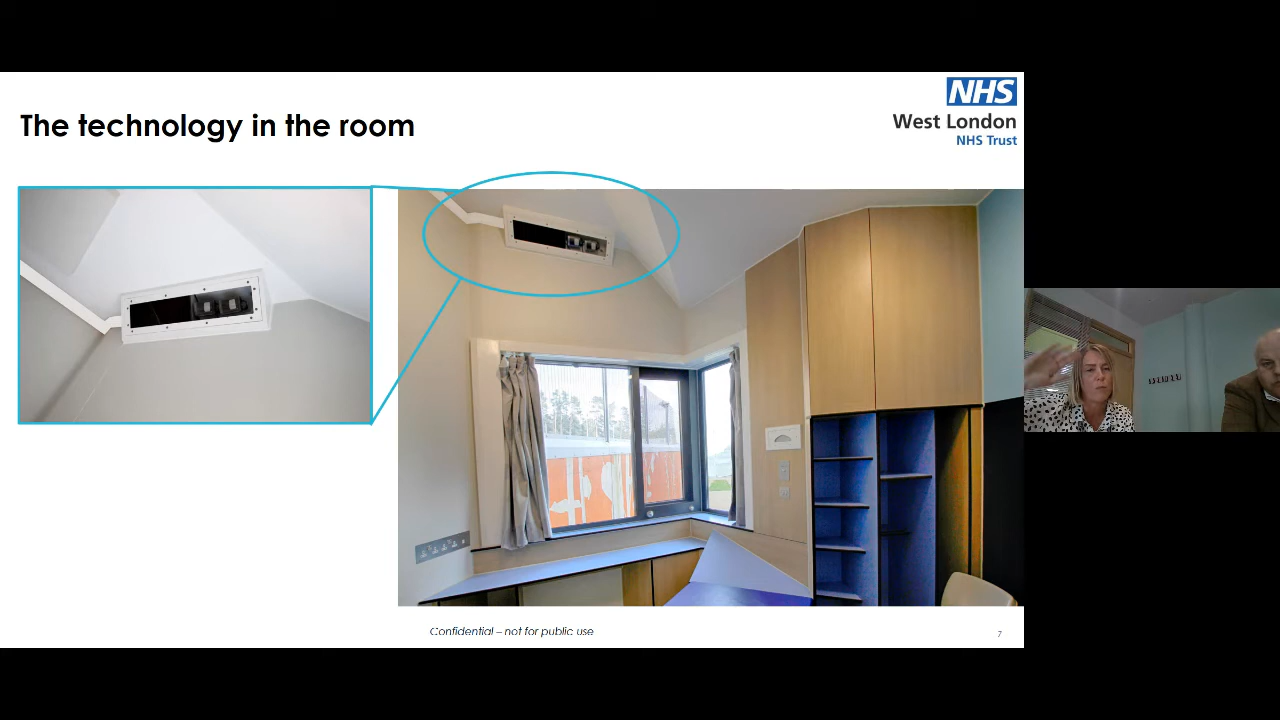 NHS
The technology in the room
West London
NHS Trust
Confidential – not for public use
7